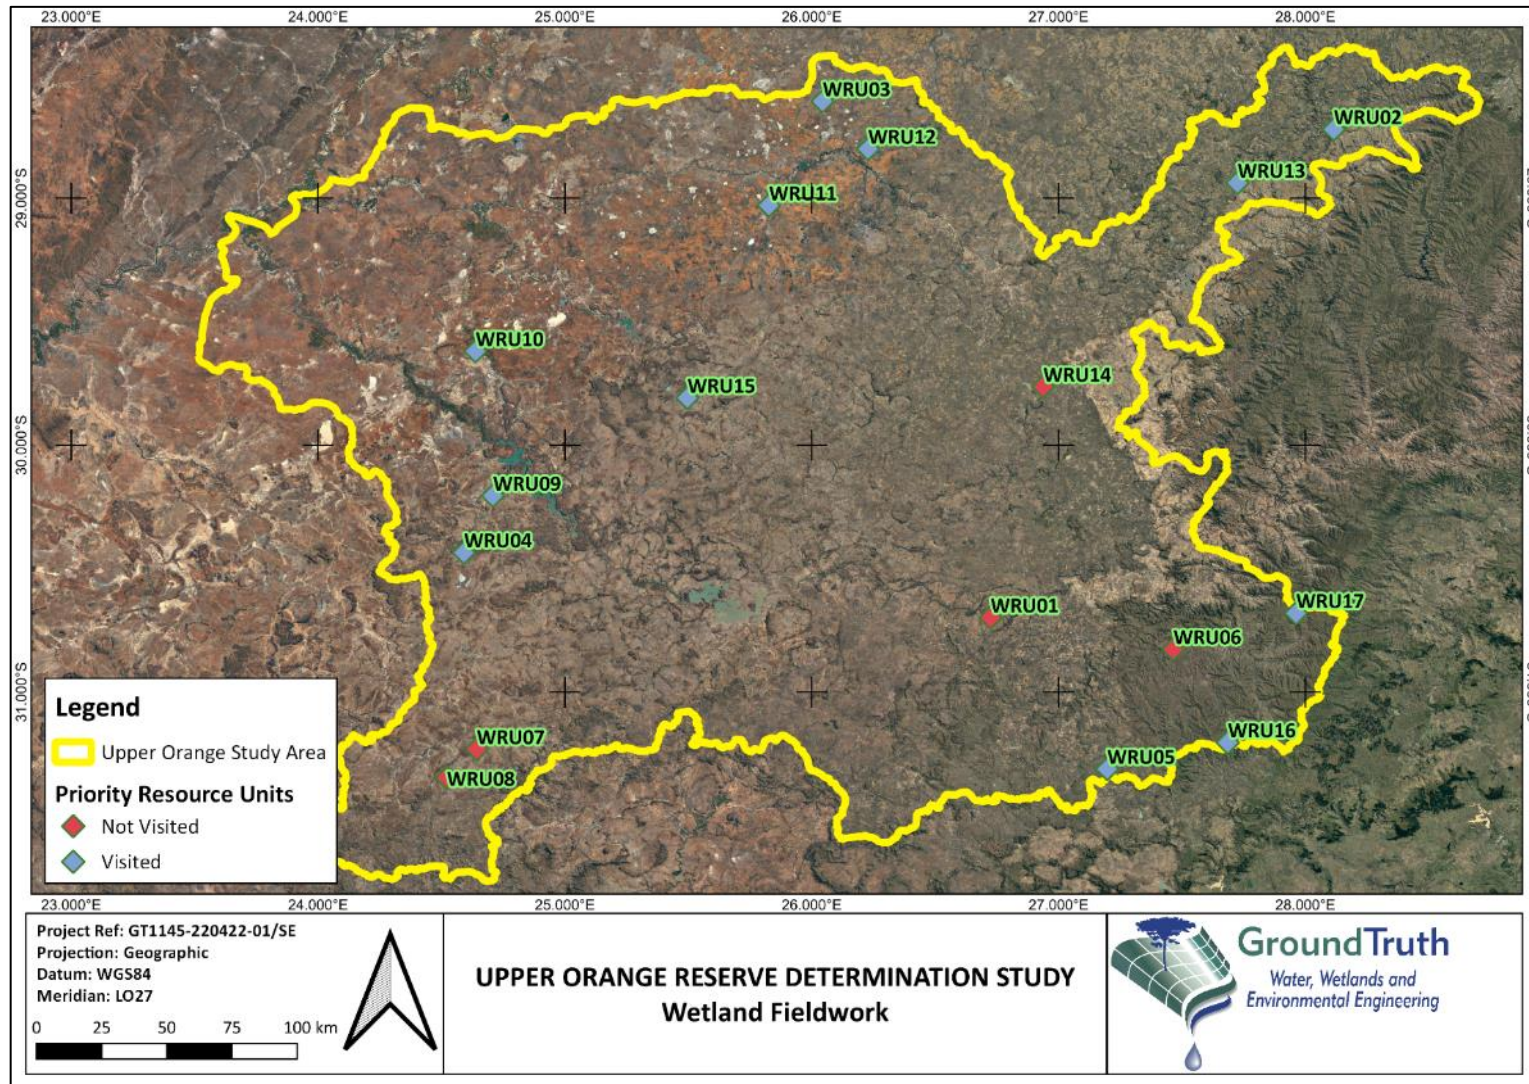 23.000°E 24.000°E 25.000°E 26.000°E 27.000°E 28.000°E
WRU03
WRU02
WRU12
WRU13
29.000°S
WRU11
WRU10
WRU14
WRU15
30.000°S
WRU09
WRU04
WRU17
WRU01
WRU06
31.000°S
WRU07
WRU16
WRU05
WRU08
Legend
Upper Orange Study Area
Priority Resource Units
Not Visited
Visited
23.000°E 24.000°E 25.000°E 26.000°E 27.000°E 28.000°E
Project Ref: GT1145-220422-01/SE
Projection: Geographic
Datum: WGS84
Meridian: LO27
0 25 50 75 100 km
UPPER ORANGE RESERVE DETERMINATION STUDY
Wetland Fieldwork
GroundTruth
Water, Wetlands and
Environmental Engineering